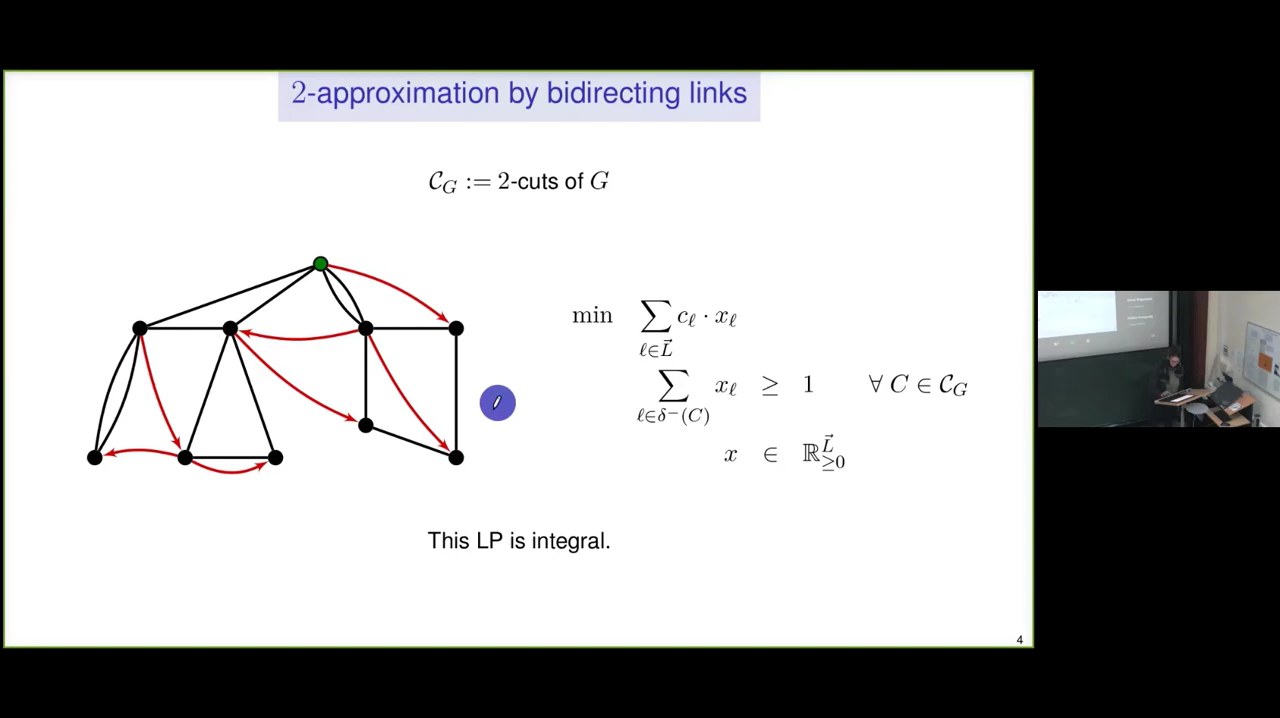 2-approximation by bidirecting links
𝒞_G := 2-cuts of G
min ∑_{ℓ∈L⃗} c_ℓ · x_ℓ
∑_{ℓ∈δ⁻(C)} x_ℓ ≥ 1 ∀ C ∈ 𝒞_G
x ∈ ℝ^{L⃗}_{≥0}
This LP is integral.
4